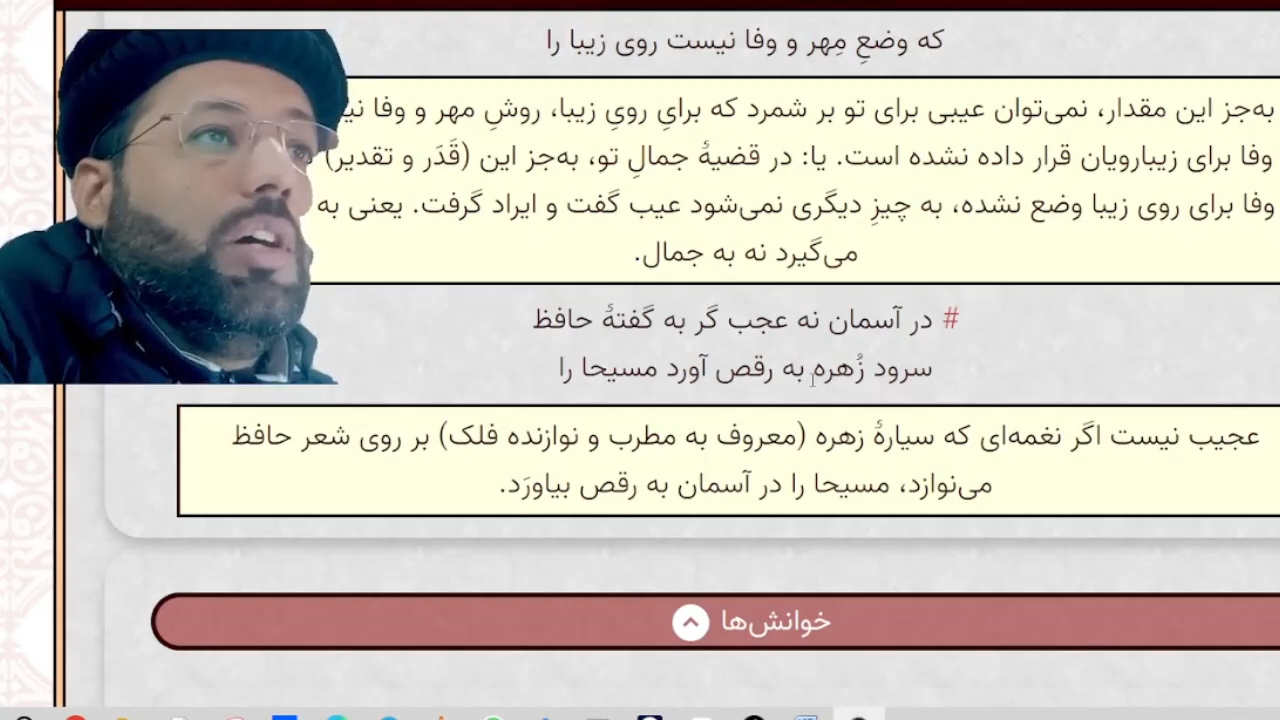 که وضعِ مِهر و وفا نیست روی زیبا را
به‌جز این مقدار، نمی‌توان عیبی برای تو بر شمرد که برایِ رویِ زیبا، روشِ مهر و وفا
وفا برای زیبارویان قرار داده نشده است. یا: در قضیهٔ جمالِ تو، به‌جز این (قَدَر و تقدیر)
وفا برای روی زیبا وضع نشده، به چیزِ دیگری نمی‌شود عیب گفت و ایراد گرفت. یعنی به
می‌گیرد نه به جمال.
# در آسمان نه عجب گر به گفتهٔ حافظ
سرود زُهره به رقص آورد مسیحا را
عجیب نیست اگر نغمه‌ای که سیارهٔ زهره (معروف به مطرب و نوازنده فلک) بر روی شعر حافظ
می‌نوازد، مسیحا را در آسمان به رقص بیاورَد.
خوانش‌ها